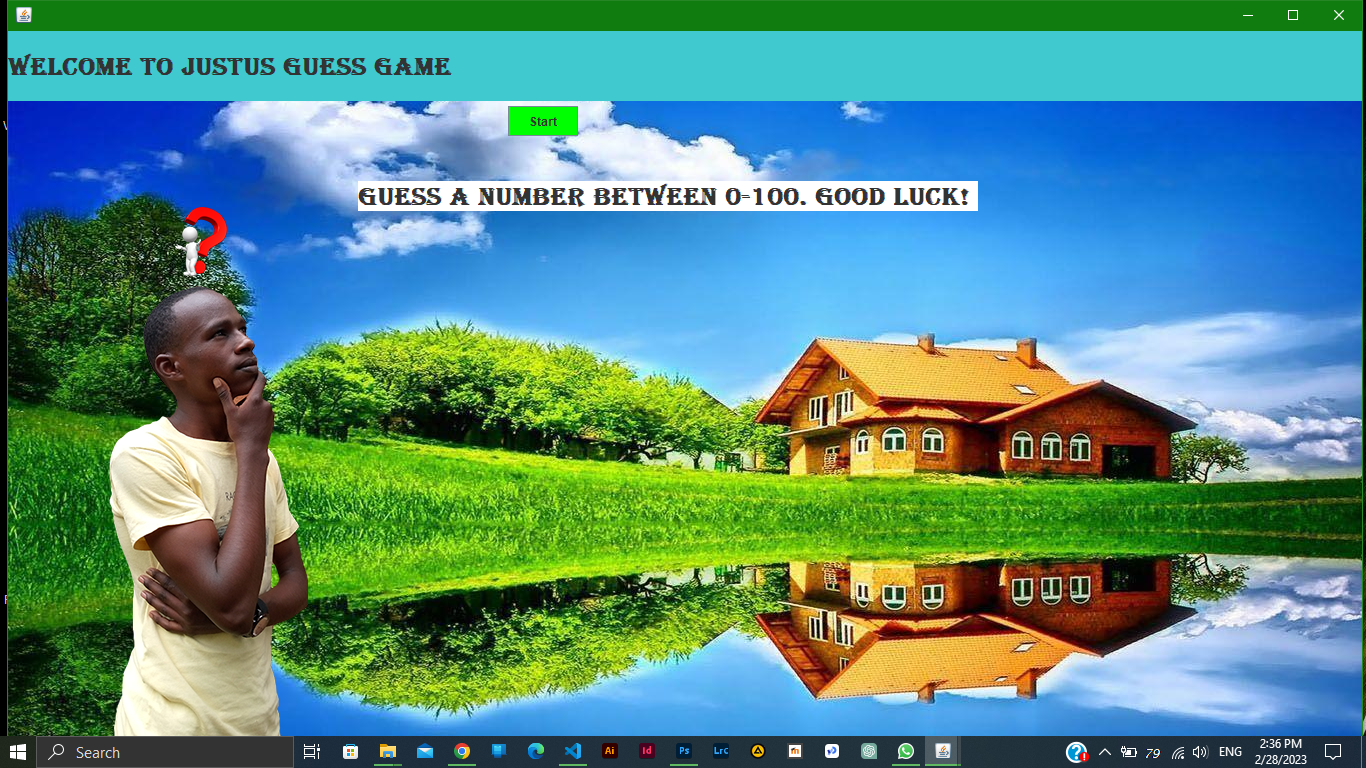 WELCOME TO JUSTUS GUESS GAME
Start
GUESS A NUMBER BETWEEN 0-100. GOOD LUCK!
?
Search
Ai
Id
Ps
Lrc
79
ENG
2:36 PM
2/28/2023